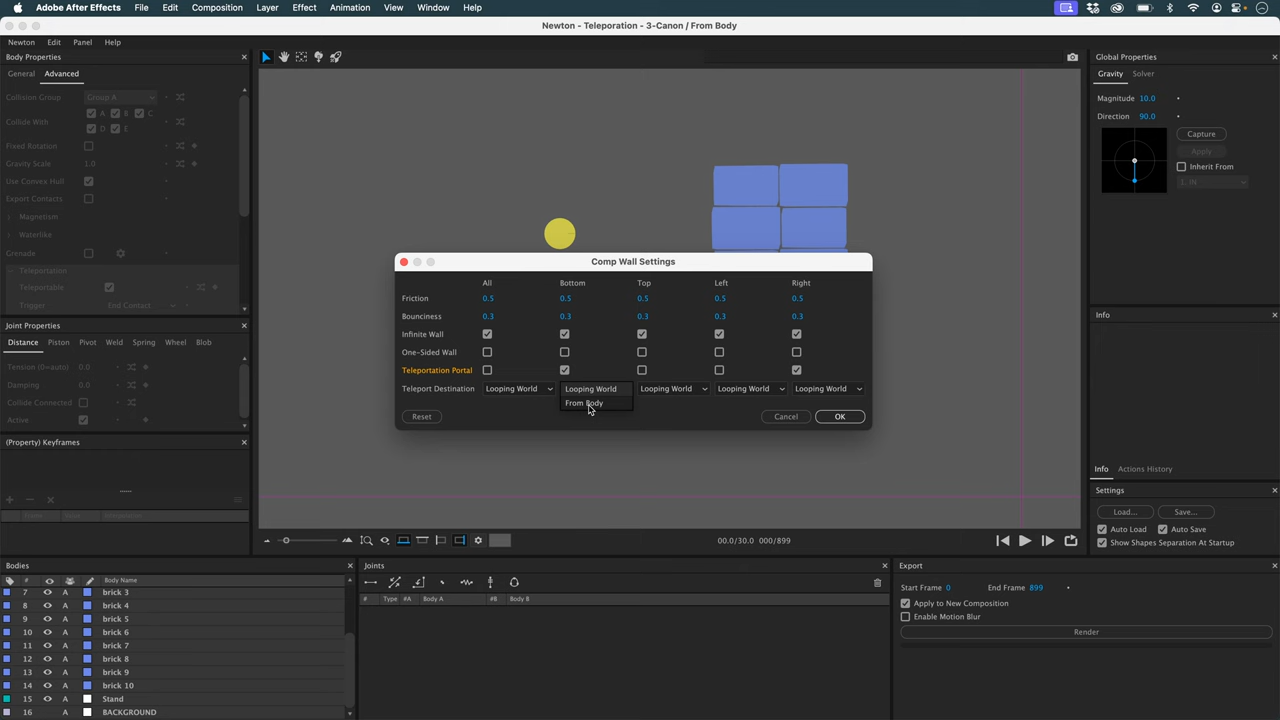 Adobe After Effects File Edit Composition Layer Effect Animation View Window Help
Newton - Teleporation - 3-Canon / From Body
Newton Edit Panel Help
Body Properties
General Advanced
Collision Group Group A
Collide With A B C
D E
Fixed Rotation
Gravity Scale 1.0
Use Convex Hull
Export Contacts
Magnetism
Waterlike
Grenade
Teleportation
Teleportable
Trigger End Contact
Joint Properties
Distance Piston Pivot Weld Spring Wheel Blob
Tension (0=auto) 0.0
Damping 0.0
Collide Connected
Active
(Property) Keyframes
Comp Wall Settings
All Bottom Top Left Right
Friction 0.5 0.5 0.5 0.5 0.5
Bounciness 0.3 0.3 0.3 0.3 0.3
Infinite Wall
One-Sided Wall
Teleportation Portal
Teleport Destination Looping World Looping World Looping World Looping World Looping World
From Body
Reset Cancel OK
00.0/30.0 000/899
Global Properties
Gravity Solver
Magnitude 10.0
Direction 90.0
Capture
Apply
Inherit From
1. IN
Info
Info Actions History
Settings
Load... Save...
Auto Load Auto Save
Show Shapes Separation At Startup
Bodies
# Body Name
7 A brick 3
8 A brick 4
9 A brick 5
10 A brick 6
11 A brick 7
12 A brick 8
13 A brick 9
14 A brick 10
15 A Stand
16 A BACKGROUND
Joints
# Type #A Body A #B Body B
Export
Start Frame 0 End Frame 899
Apply to New Composition
Enable Motion Blur
Render